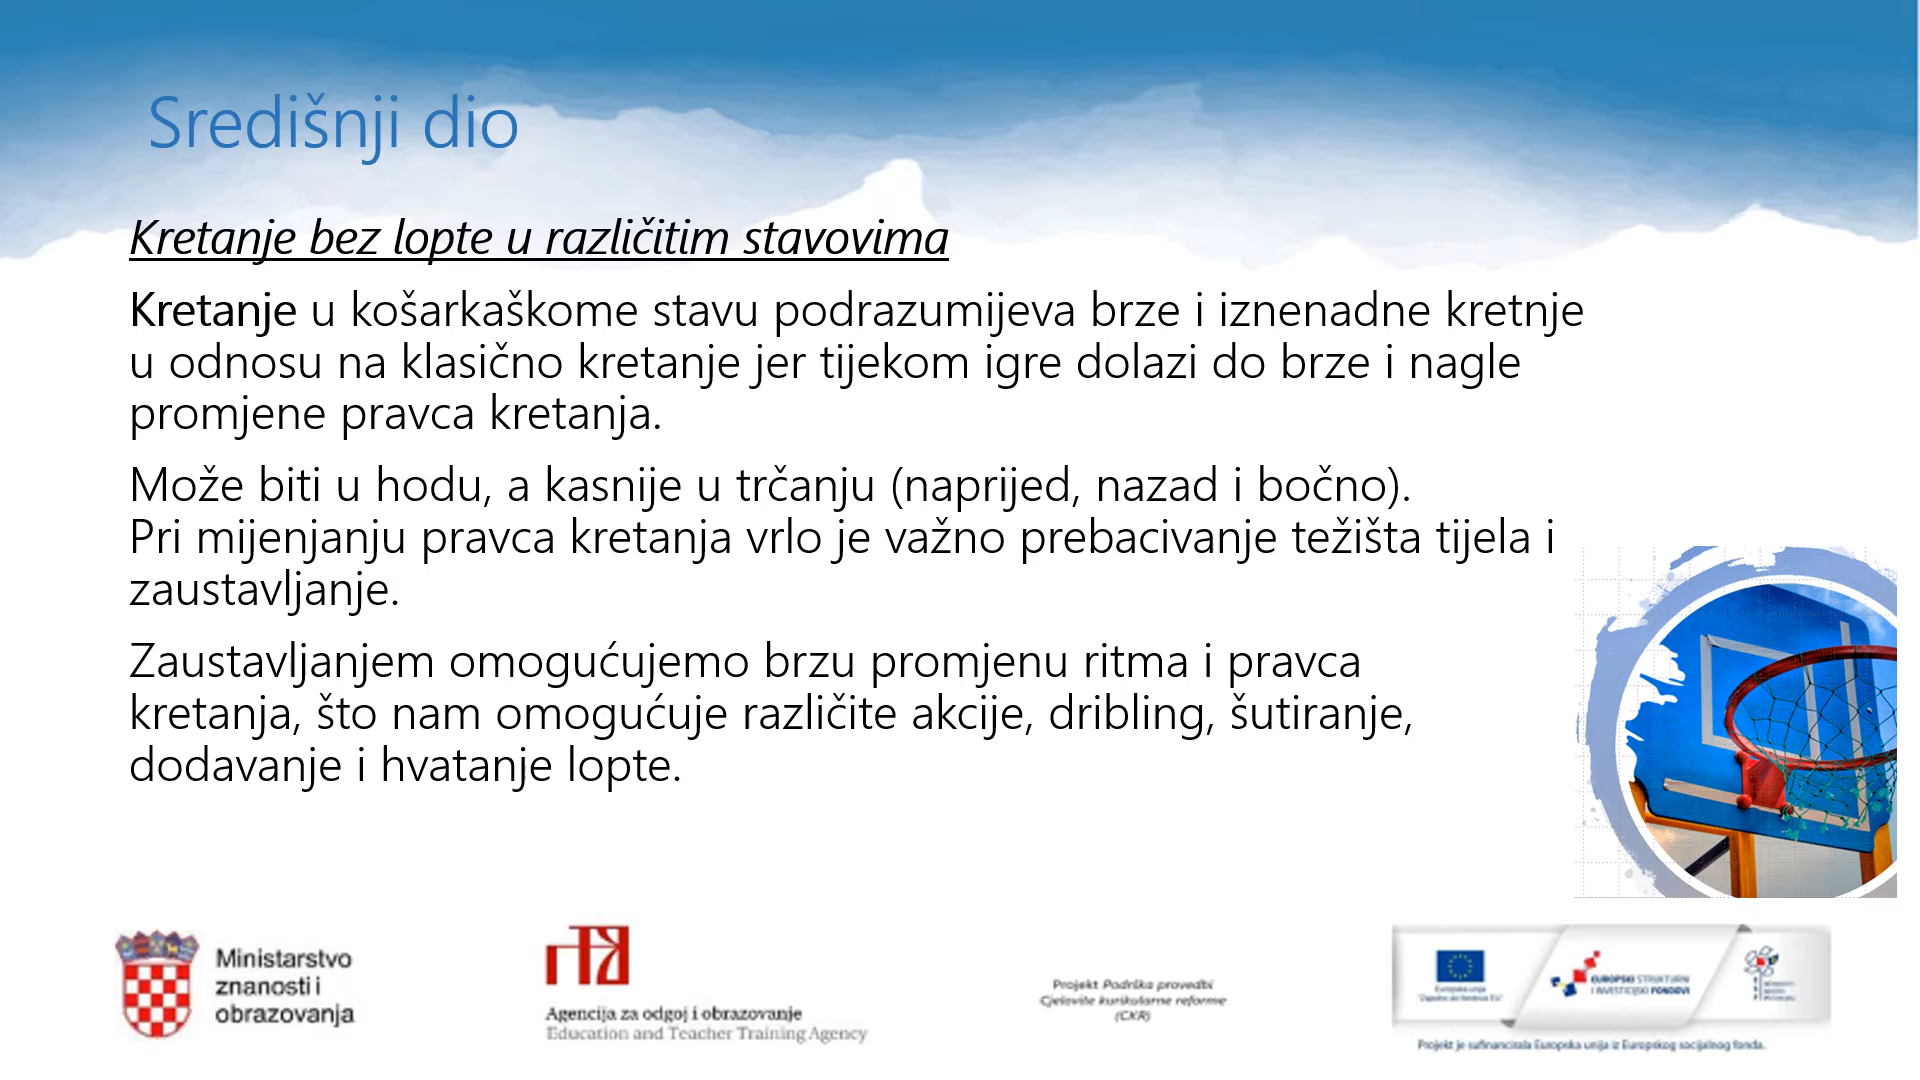 Središnji dio
Kretanje bez lopte u različitim stavovima
Kretanje u košarkaškome stavu podrazumijeva brze i iznenadne kretnje
u odnosu na klasično kretanje jer tijekom igre dolazi do brze i nagle
promjene pravca kretanja.
Može biti u hodu, a kasnije u trčanju (naprijed, nazad i bočno).
Pri mijenjanju pravca kretanja vrlo je važno prebacivanje težišta tijela i
zaustavljanje.
Zaustavljanjem omogućujemo brzu promjenu ritma i pravca
kretanja, što nam omogućuje različite akcije, dribling, šutiranje,
dodavanje i hvatanje lopte.
Ministarstvo
znanosti i
obrazovanja
Agencija za odgoj i obrazovanje
Education and Teacher Training Agency
Projekt Podrška provedbi
Cjelovite kurikularne reforme
(CKR)
Europska unija
EUROPSKI STRUKTURNI
I INVESTICIJSKI FONDOVI
Projekt je sufinancirala Europska unija iz Europskog socijalnog fonda.